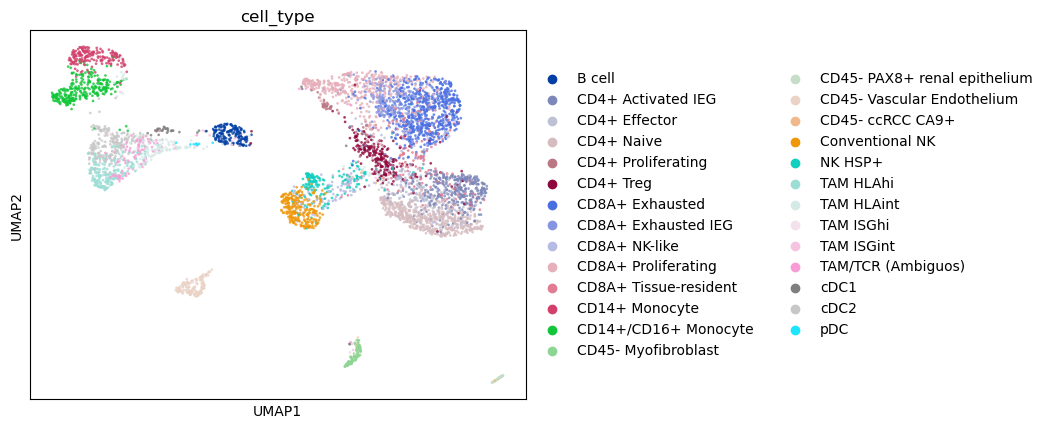 cell_type
UMAP2
UMAP1
B cell
CD4+ Activated IEG
CD4+ Effector
CD4+ Naive
CD4+ Proliferating
CD4+ Treg
CD8A+ Exhausted
CD8A+ Exhausted IEG
CD8A+ NK-like
CD8A+ Proliferating
CD8A+ Tissue-resident
CD14+ Monocyte
CD14+/CD16+ Monocyte
CD45- Myofibroblast
CD45- PAX8+ renal epithelium
CD45- Vascular Endothelium
CD45- ccRCC CA9+
Conventional NK
NK HSP+
TAM HLAhi
TAM HLAint
TAM ISGhi
TAM ISGint
TAM/TCR (Ambiguos)
cDC1
cDC2
pDC